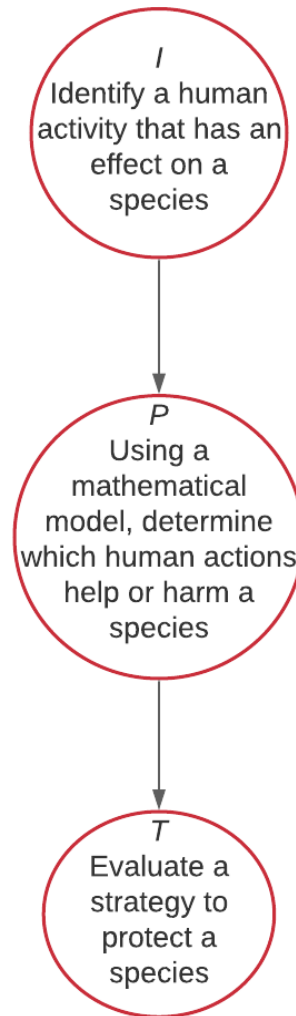 I
Identify a human
activity that has an
effect on a
species
P
Using a
mathematical
model, determine
which human actions
help or harm a
species
T
Evaluate a
strategy to
protect a
species